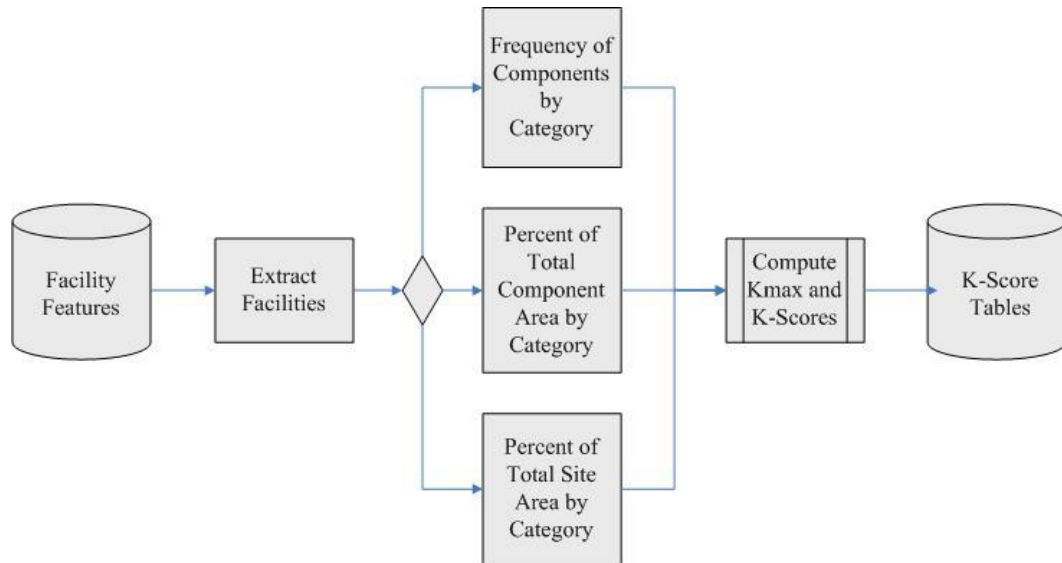 Facility
Features
Extract
Facilities
Frequency of
Components
by
Category
Percent of
Total
Component
Area by
Category
Percent of
Total Site
Area by
Category
Compute
Kmax and
K-Scores
K-Score
Tables